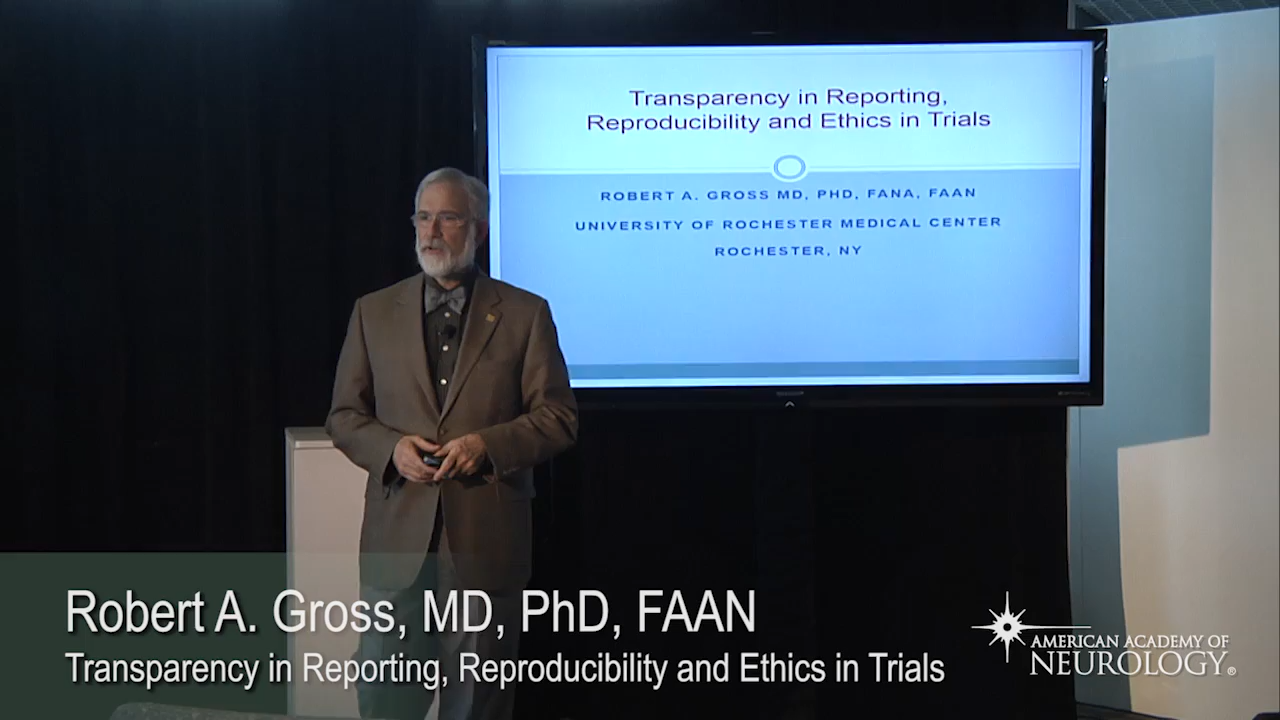 Transparency in Reporting,
Reproducibility and Ethics in Trials
ROBERT A. GROSS MD, PHD, FANA, FAAN
UNIVERSITY OF ROCHESTER MEDICAL CENTER
ROCHESTER, NY
Robert A. Gross, MD, PhD, FAAN
Transparency in Reporting, Reproducibility and Ethics in Trials
AMERICAN ACADEMY OF
NEUROLOGY®